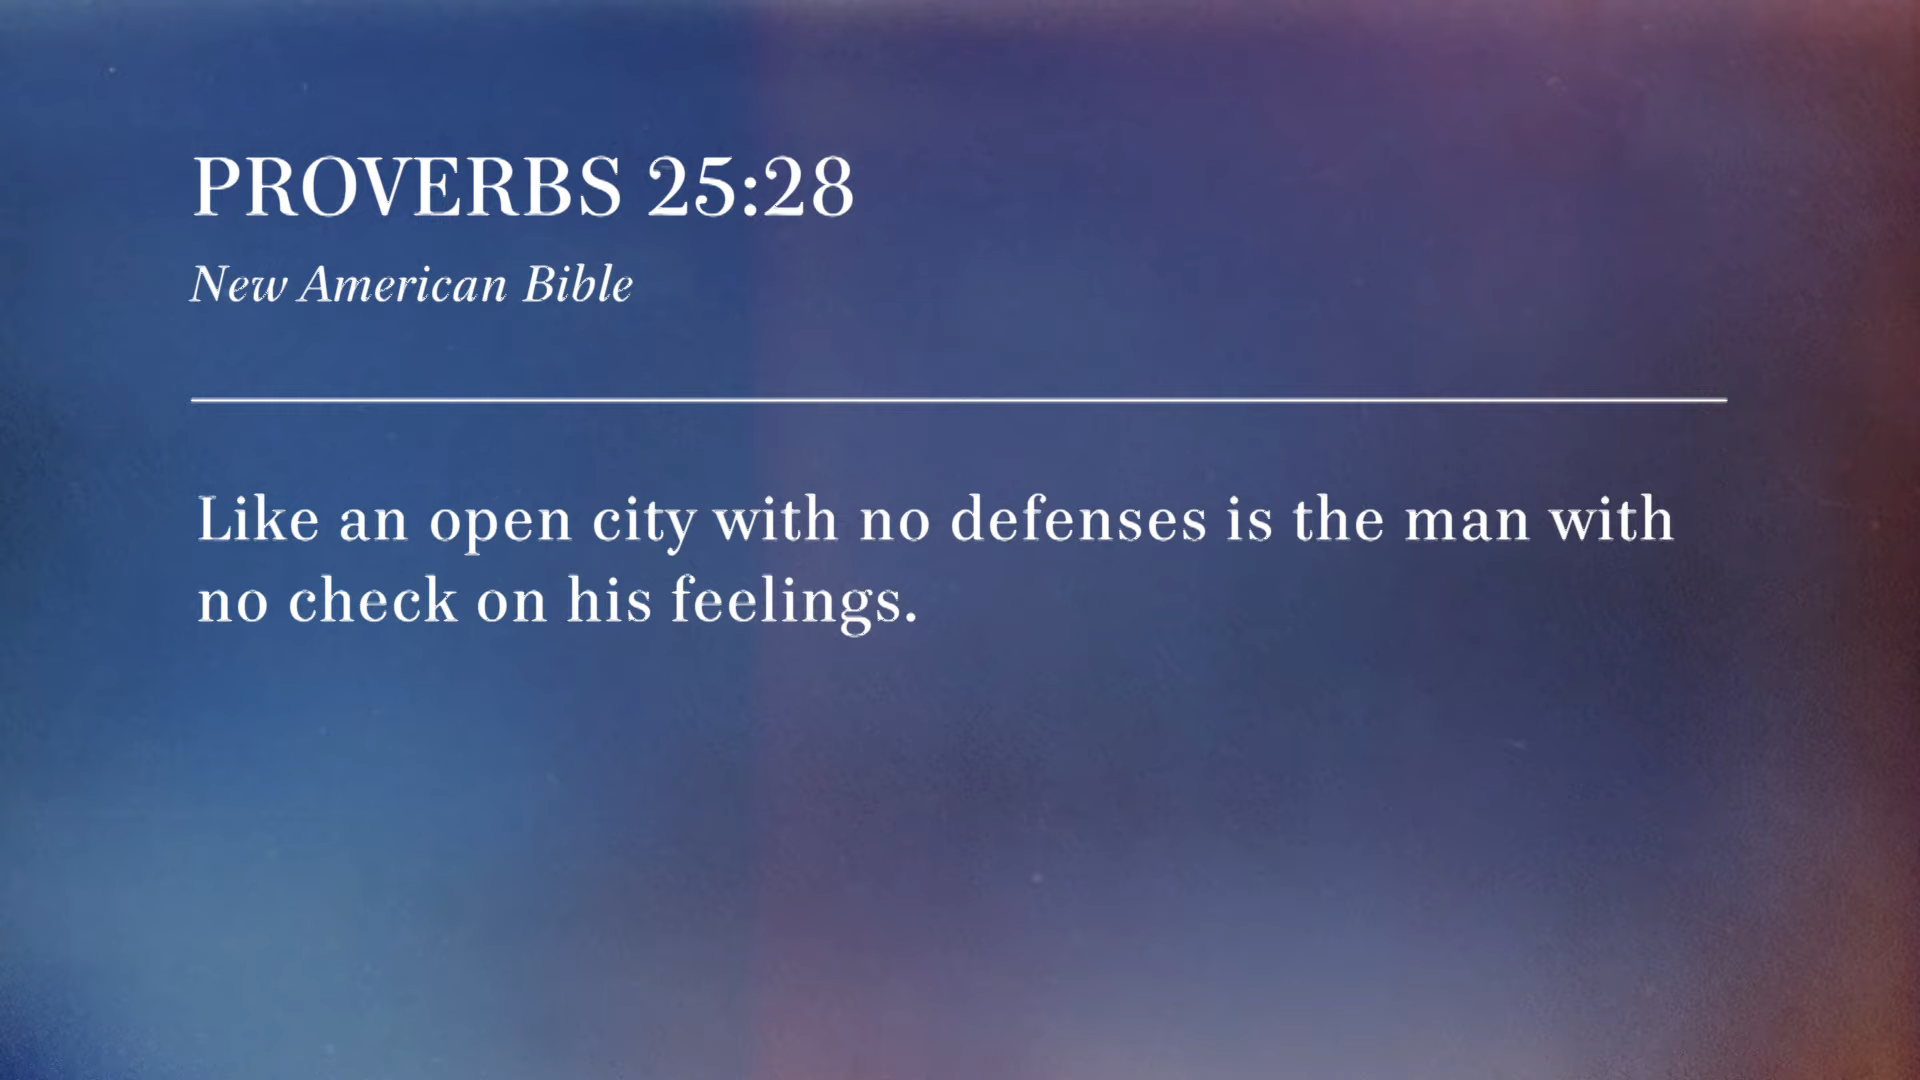 PROVERBS 25:28
New American Bible
Like an open city with no defenses is the man with
no check on his feelings.